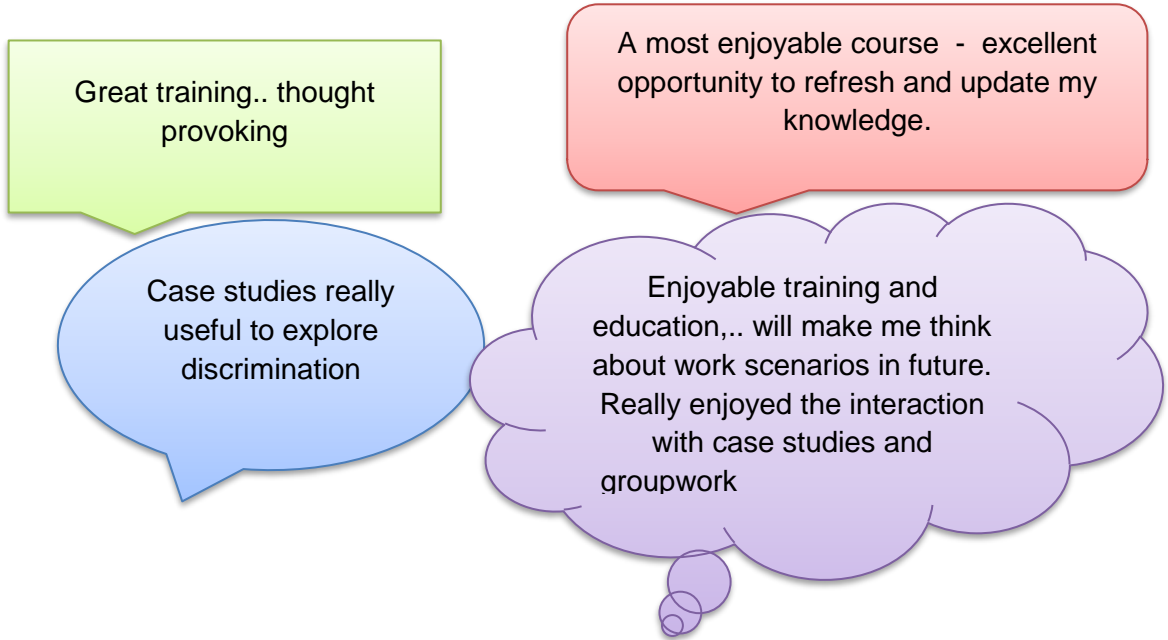 Great training.. thought
provoking
A most enjoyable course  -  excellent
opportunity to refresh and update my
knowledge.
Case studies really
useful to explore
discrimination
Enjoyable training and
education,.. will make me think
about work scenarios in future.
Really enjoyed the interaction
with case studies and
groupwork